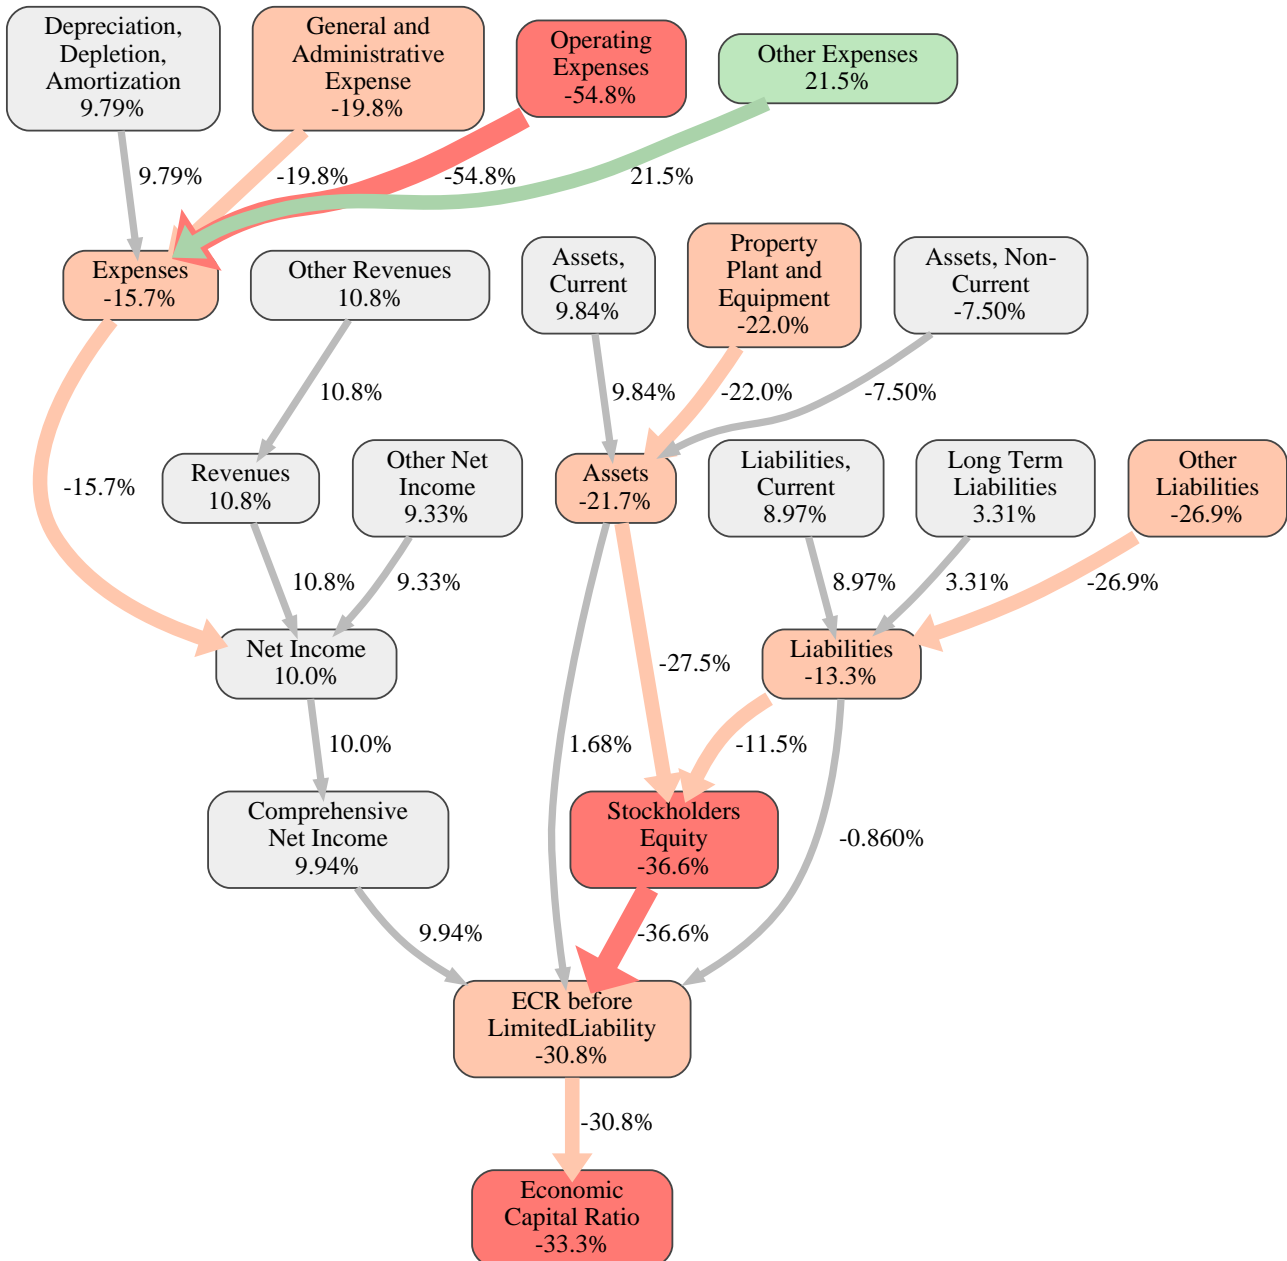 Depreciation,
Depletion,
Amortization
9.79%
General and
Administrative
Expense
-19.8%
Operating
Expenses
-54.8%
Other Expenses
21.5%
9.79%
-19.8%
-54.8%
21.5%
Expenses
-15.7%
Other Revenues
10.8%
Assets,
Current
9.84%
Property
Plant and
Equipment
-22.0%
Assets, Non-
Current
-7.50%
10.8%
9.84%
-22.0%
-7.50%
-15.7%
Revenues
10.8%
Other Net
Income
9.33%
Assets
-21.7%
Liabilities,
Current
8.97%
Long Term
Liabilities
3.31%
Other
Liabilities
-26.9%
10.8%
9.33%
8.97%
3.31%
-26.9%
Net Income
10.0%
-27.5%
Liabilities
-13.3%
10.0%
1.68%
-11.5%
Comprehensive
Net Income
9.94%
Stockholders
Equity
-36.6%
-0.860%
9.94%
-36.6%
ECR before
LimitedLiability
-30.8%
-30.8%
Economic
Capital Ratio
-33.3%